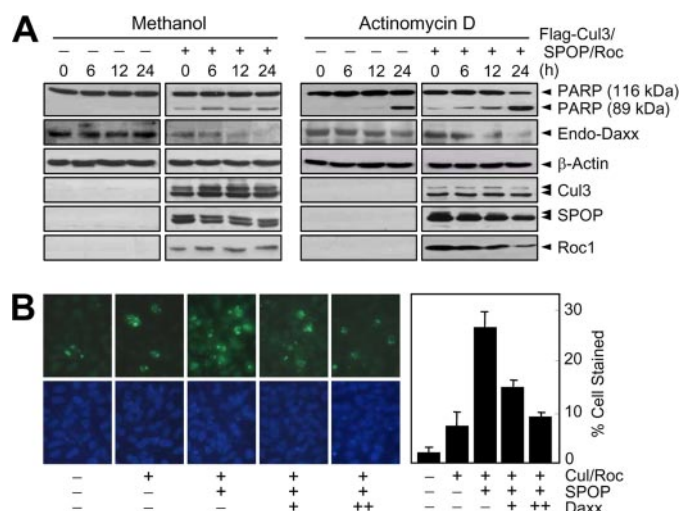 A
Methanol Actinomycin D
Flag-Cul3/
– – – – + + + + – – – – + + + + SPOP/Roc
0 6 12 24 0 6 12 24 0 6 12 24 0 6 12 24 (h)
PARP (116 kDa)
PARP (89 kDa)
Endo-Daxx
β-Actin
Cul3
SPOP
Roc1
B
30
20
10
0
% Cell Stained
– + + + + – + + + + Cul/Roc
– – + + + – – + + + SPOP
– – – + ++ – – – + ++ Daxx